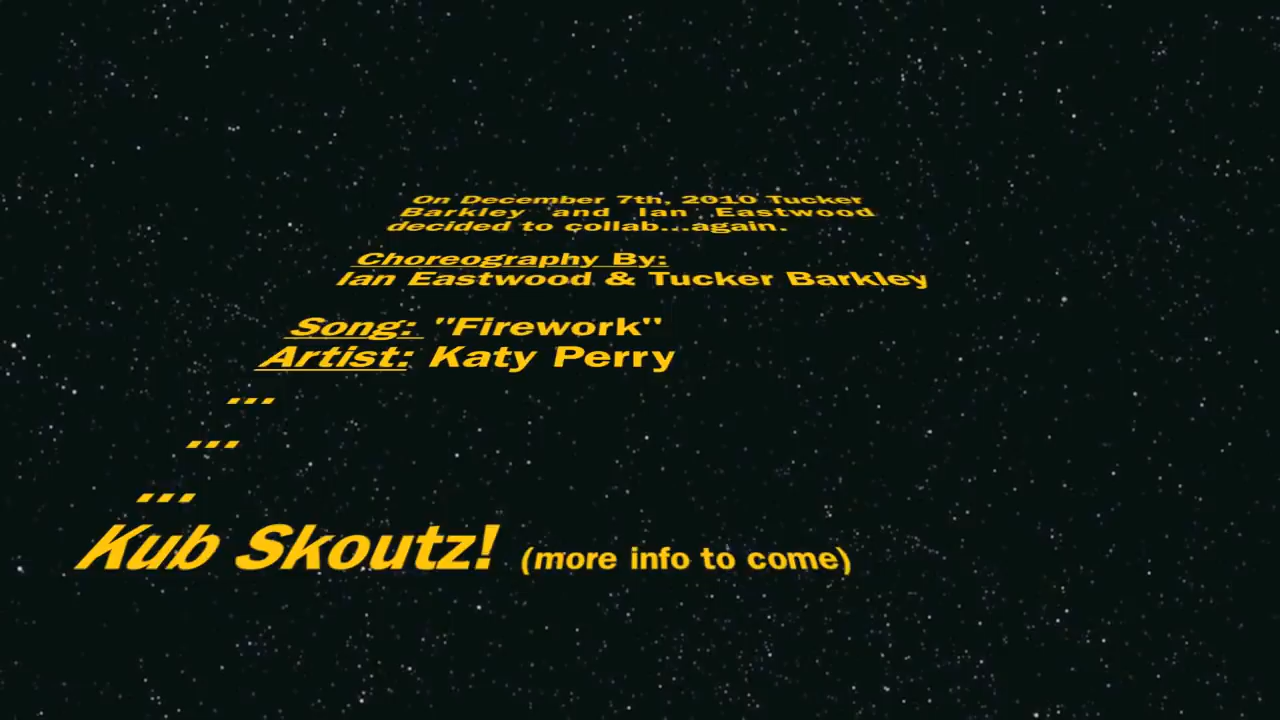 On December 7th, 2010 Tucker
Barkley and Ian Eastwood
decided to collab...again.
Choreography By:
Ian Eastwood & Tucker Barkley
Song: "Firework"
Artist: Katy Perry
...
...
...
Kub Skoutz! (more info to come)